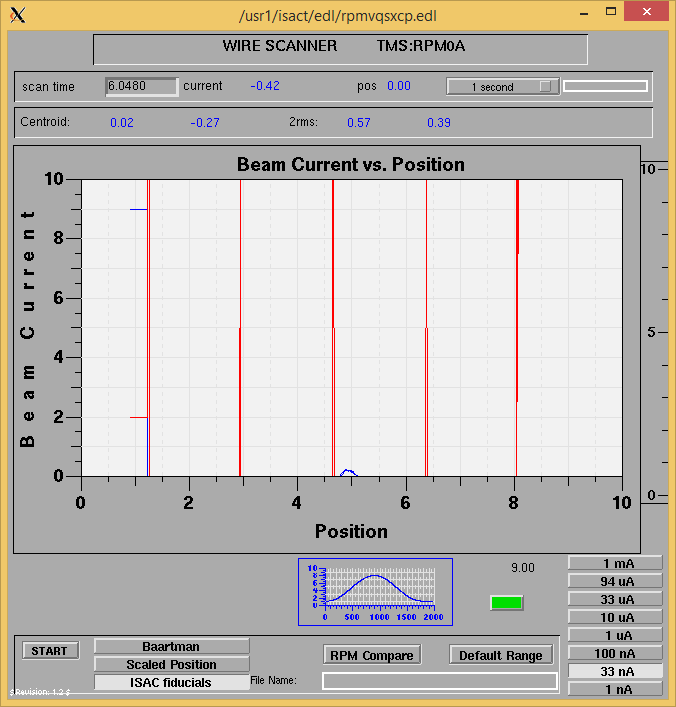 /usr1/isact/edl/rpmvqsxcp.edl
WIRE SCANNER TMS:RPM0A
scan time 6.0480 current -0.42 pos 0.00 1 second
Centroid: 0.02 -0.27 2rms: 0.57 0.39
Beam Current vs. Position
10
8
6
4
2
0
Beam Current
0 2 4 6 8 10
Position
10
5
0
10
8
6
4
2
0
0 500 1000 1500 2000
9.00
1 mA
94 uA
33 uA
10 uA
1 uA
100 nA
33 nA
1 nA
START
Baartman
Scaled Position
ISAC fiducials
RPM Compare
Default Range
File Name:
$Revision: 1.2 $